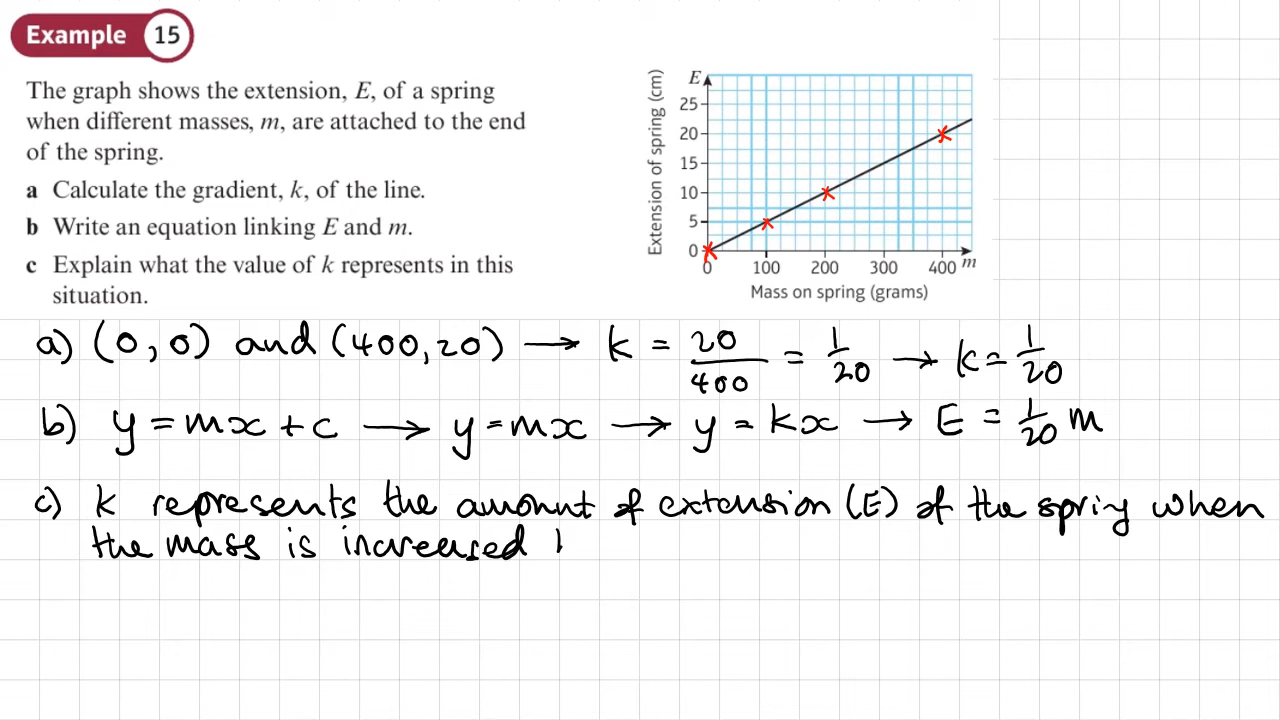 Example 15
The graph shows the extension, E, of a spring
when different masses, m, are attached to the end
of the spring.
a Calculate the gradient, k, of the line.
b Write an equation linking E and m.
c Explain what the value of k represents in this
situation.
Extension of spring (cm)
E
25
20
15
10
5
0
0 100 200 300 400 m
Mass on spring (grams)
a) (0,0) and (400,20) → k = 20/400 = 1/20 → k = 1/20
b) y = mx + c → y = mx → y = kx → E = 1/20 m
c) k represents the amount of extension (E) of the spring when
the mass is increased